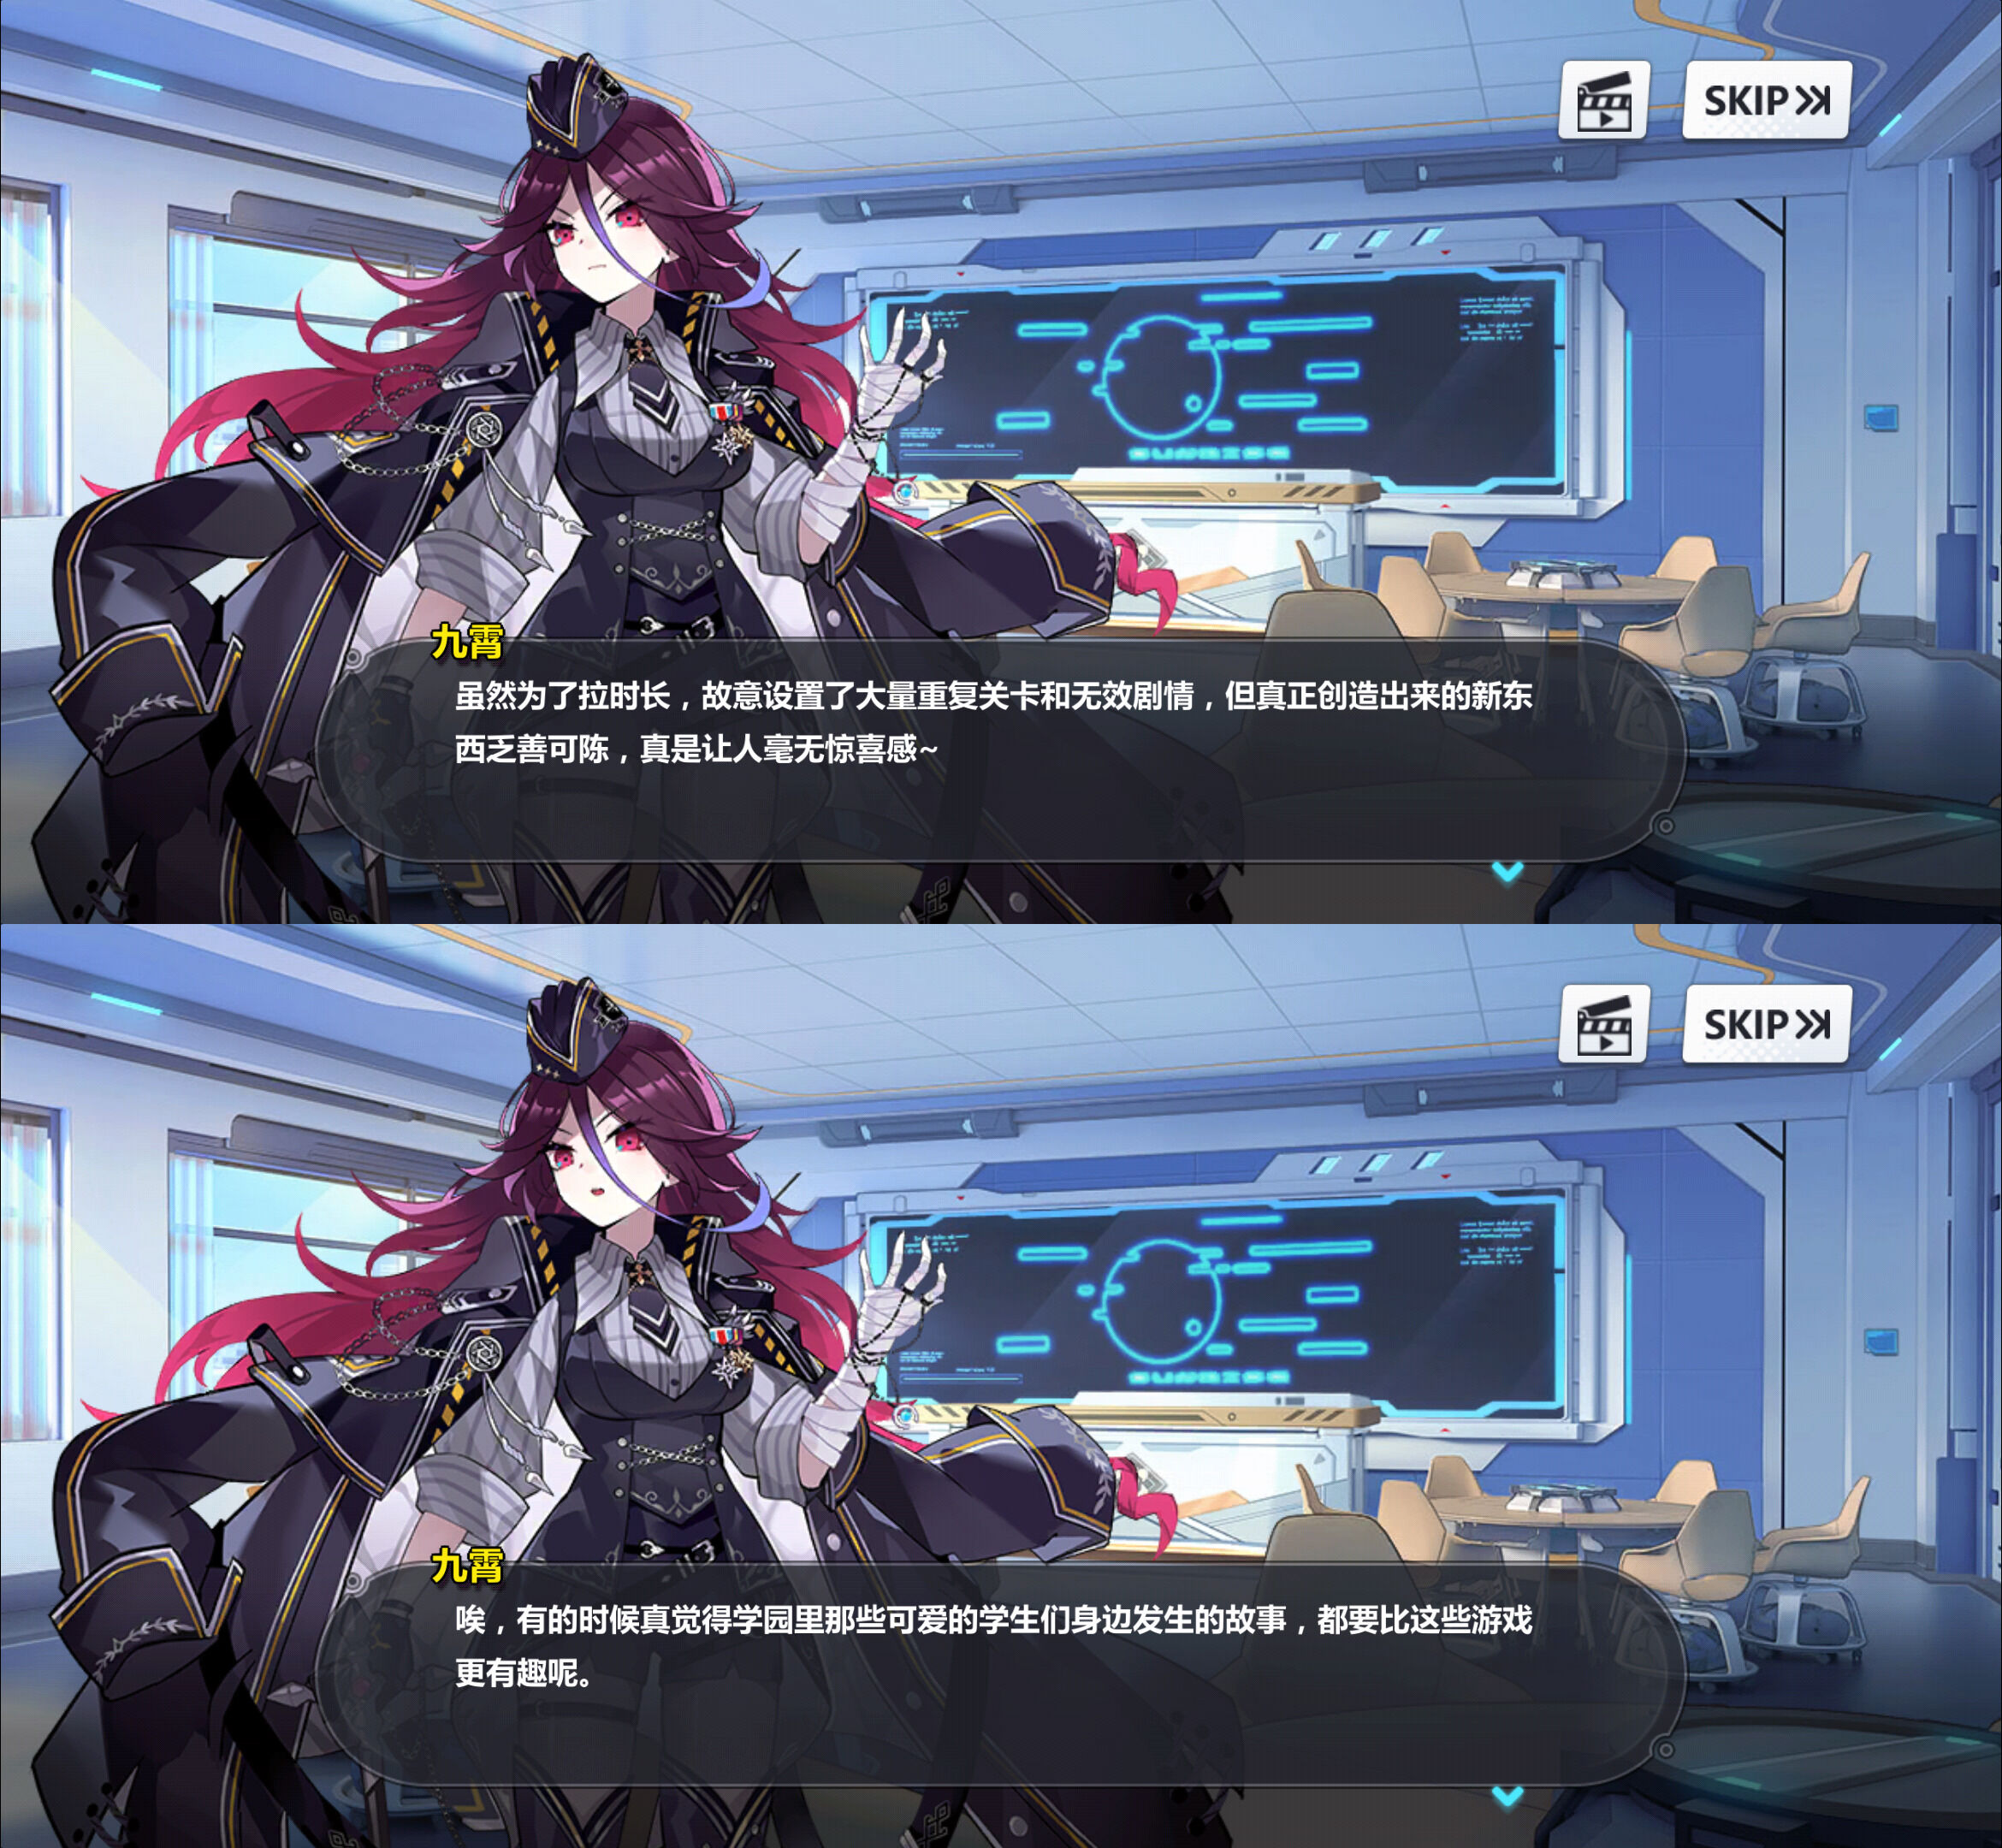 SKIP
九霄
虽然为了拉时长，故意设置了大量重复关卡和无效剧情，但真正创造出来的新东
西乏善可陈，真是让人毫无惊喜感~
SKIP
九霄
唉，有的时候真觉得学园里那些可爱的学生们身边发生的故事，都要比这些游戏
更有趣呢。